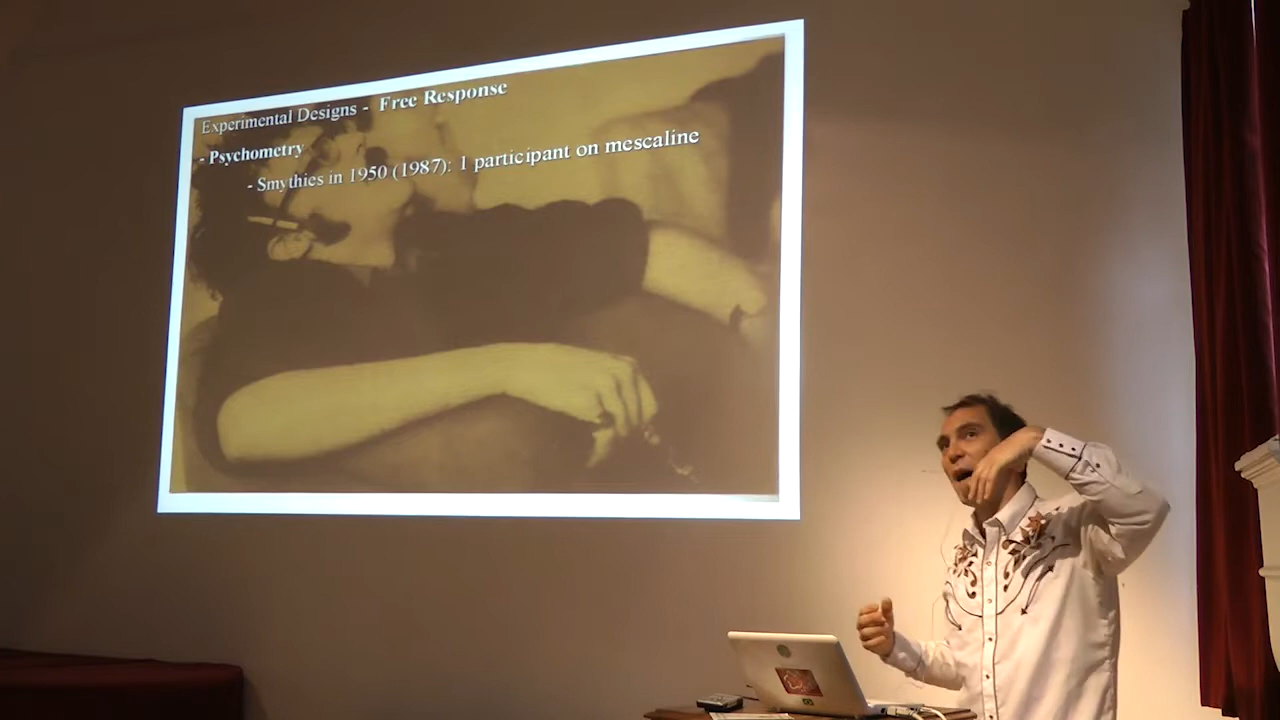 Experimental Designs - Free Response
- Psychometry
- Smythies in 1950 (1987): 1 participant on mescaline